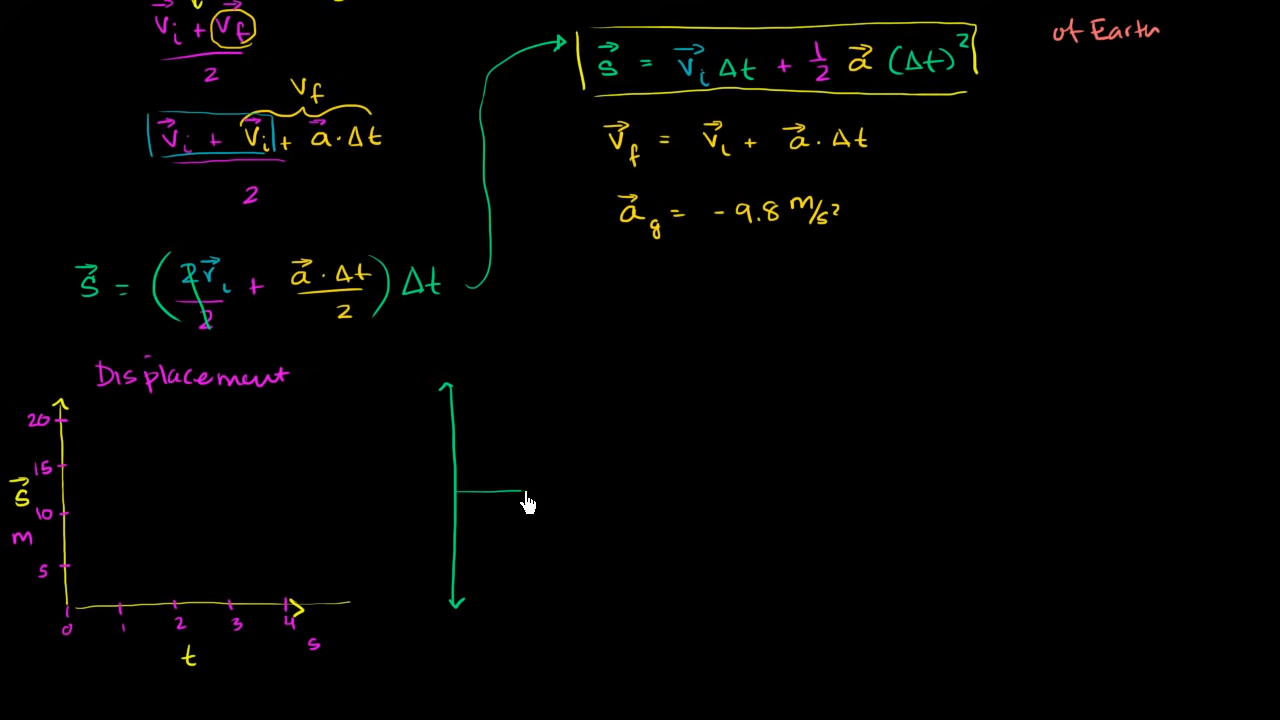 v⃗ᵢ + v⃗f
2
vf
v⃗ᵢ + v⃗ᵢ + a⃗ · Δt
2
s⃗ = (2v⃗ᵢ/2 + a⃗ · Δt/2) Δt
s⃗ = v⃗ᵢ Δt + 1/2 a⃗ (Δt)²
of Earth
v⃗f = v⃗ᵢ + a⃗ · Δt
a⃗g = -9.8 m/s²
Displacement
20
15
s⃗
10
m
5
0 1 2 3 4
s
t